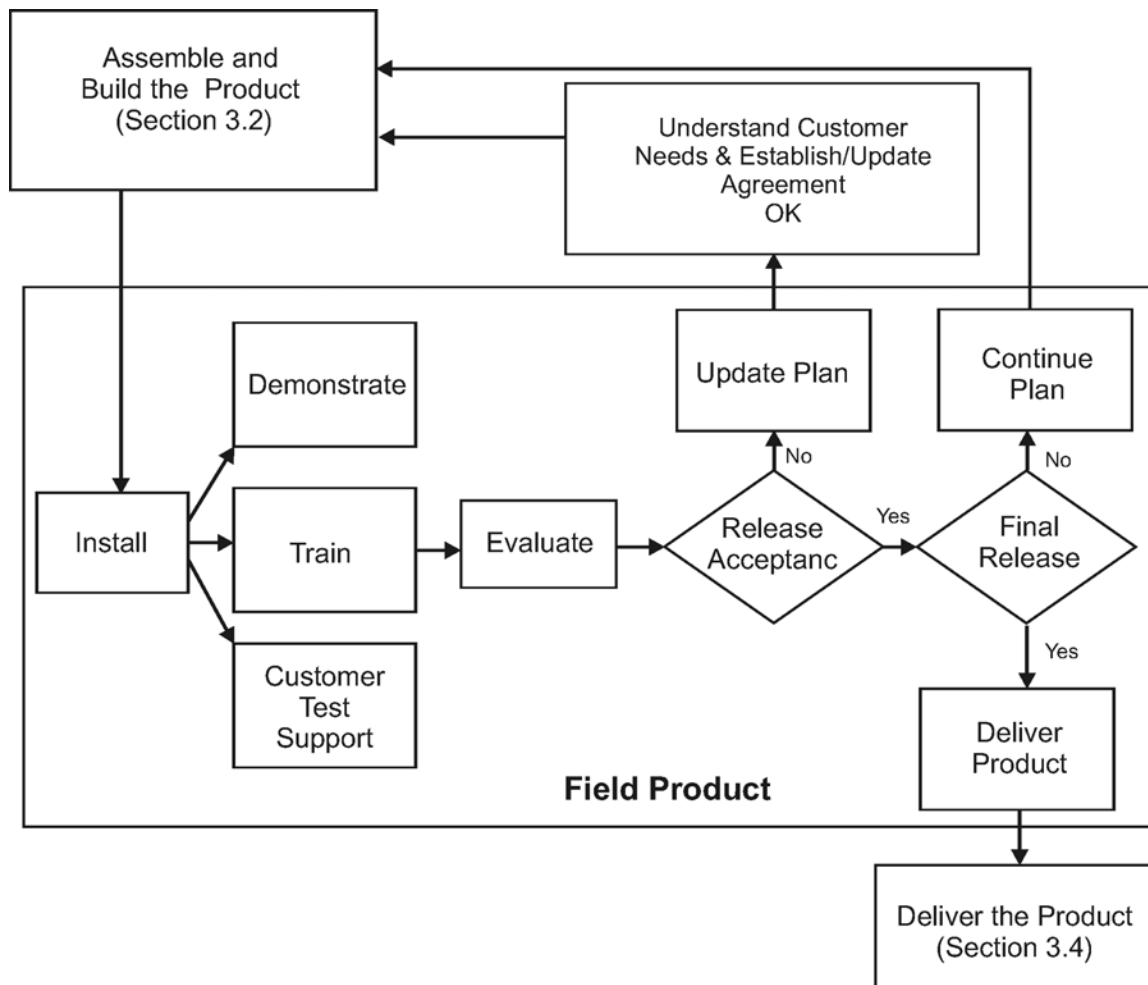 Assemble and
Build the Product
(Section 3.2)
Understand Customer
Needs & Establish/Update
Agreement
OK
Demonstrate
Update Plan
Continue
Plan
No
No
Install
Train
Evaluate
Release
Acceptanc
Yes
Final
Release
Yes
Customer
Test
Support
Deliver
Product
Field Product
Deliver the Product
(Section 3.4)